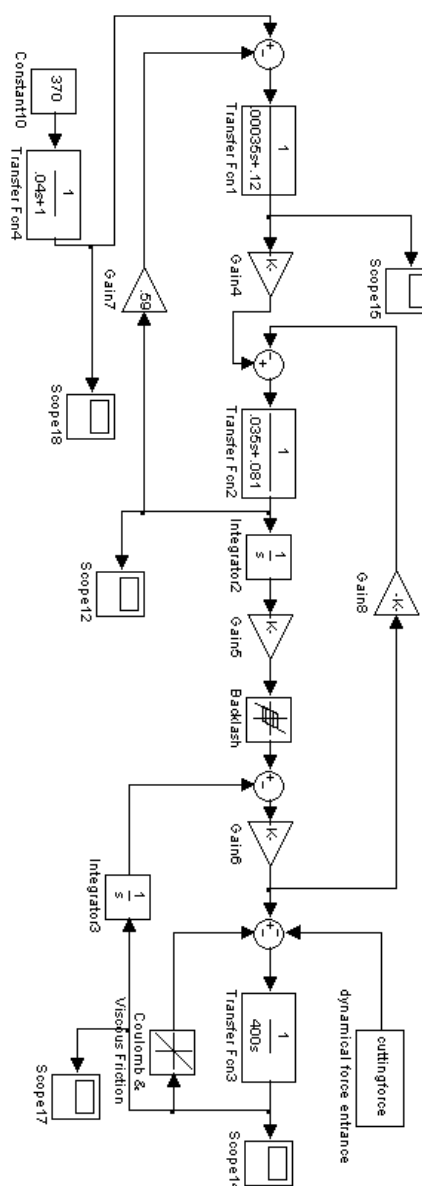 cuttingforce
dynamical force entrance
Scope15
-K-
Gain8
Scope14
1
.00035s+.12
Transfer Fcn1
K-
Gain4
1
.035s+.081
Transfer Fcn2
1
s
Integrator2
K-
Gain5
Backlash
K-
Gain6
1
400s
Transfer Fcn3
.59
Gain7
Scope12
1
s
Integrator3
Coulomb &
Viscous Friction
370
Constant10
1
.04s+1
Transfer Fcn4
Scope18
Scope17